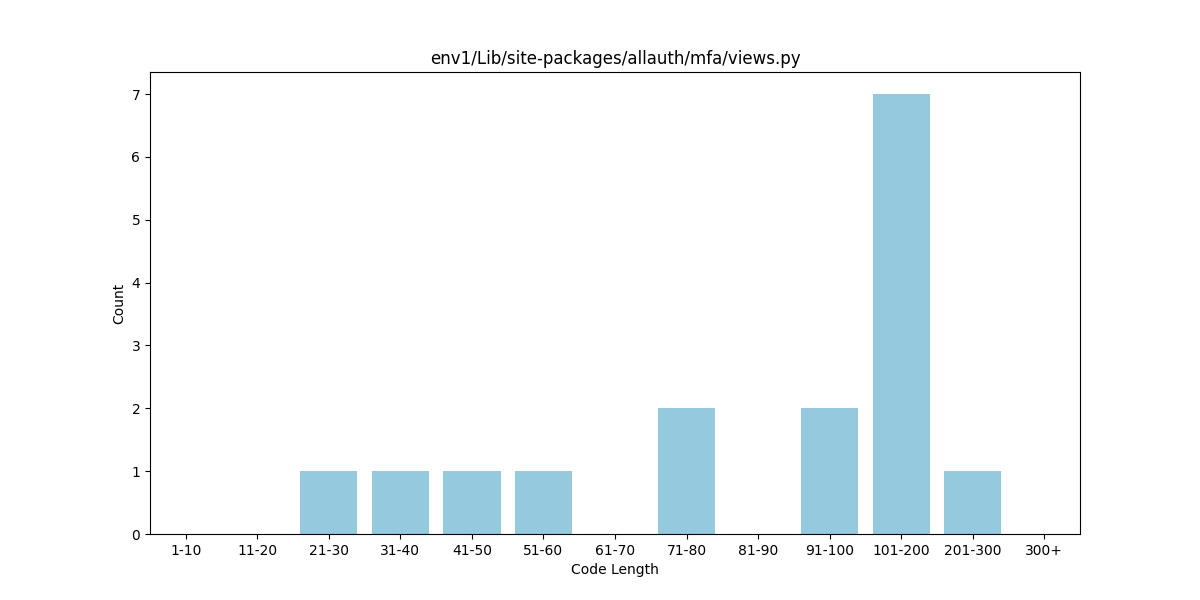 env1/Lib/site-packages/allauth/mfa/views.py
7
6
5
4
3
2
1
0
Count
1-10 11-20 21-30 31-40 41-50 51-60 61-70 71-80 81-90 91-100 101-200 201-300 300+
Code Length